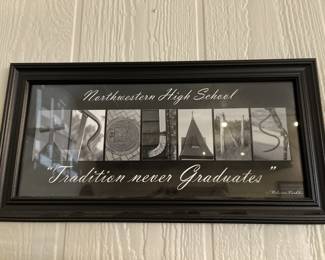 Northwestern High School
TROJANS
"Tradition never Graduates"